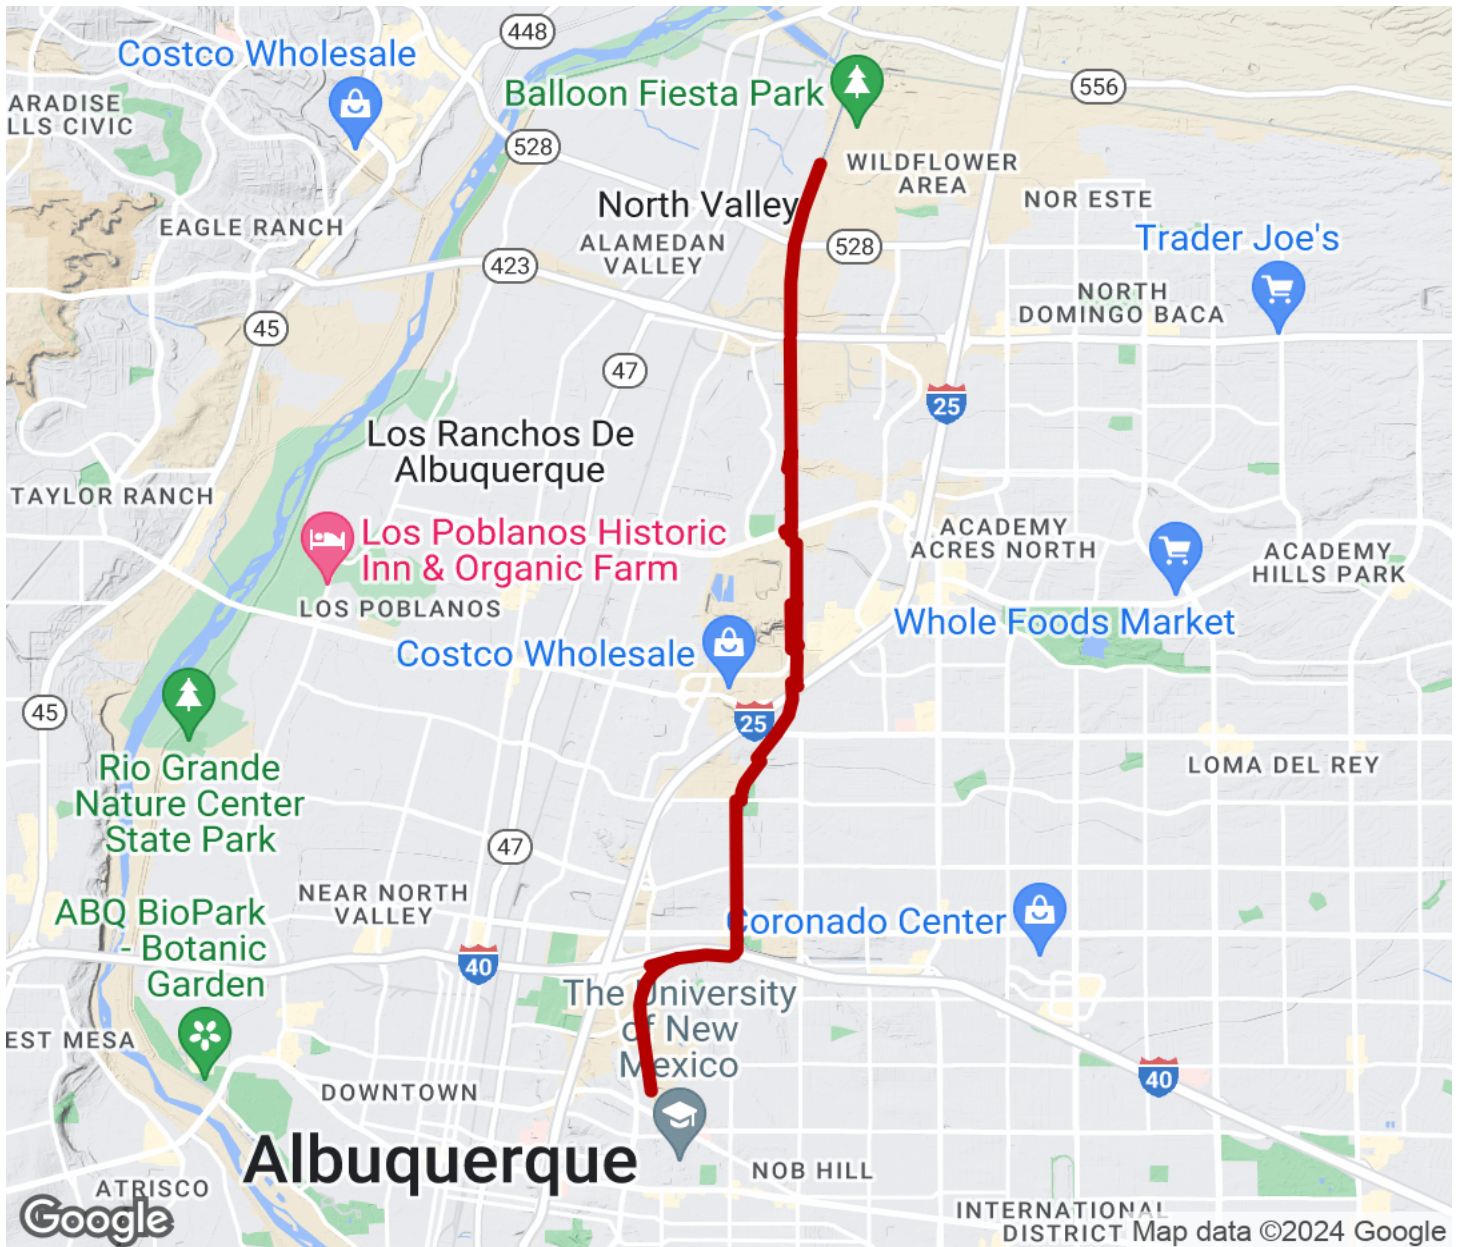 448
Costco Wholesale
Balloon Fiesta Park
556
ARADISE
LLS CIVIC
528
WILDFLOWER
AREA
NOR ESTE
North Valley
EAGLE RANCH
ALAMEDAN
VALLEY
528
Trader Joe's
423
NORTH
DOMINGO BACA
45
47
25
Los Ranchos De
Albuquerque
TAYLOR RANCH
Los Poblanos Historic
Inn & Organic Farm
ACADEMY
ACRES NORTH
ACADEMY
HILLS PARK
LOS POBLANOS
Whole Foods Market
Costco Wholesale
45
25
Rio Grande
Nature Center
State Park
LOMA DEL REY
47
NEAR NORTH
VALLEY
ABQ BioPark
- Botanic
Garden
Coronado Center
40
The University
of New
Mexico
EST MESA
DOWNTOWN
40
Albuquerque
NOB HILL
ATRISCO
INTERNATIONAL
DISTRICT
Google
Map data ©2024 Google